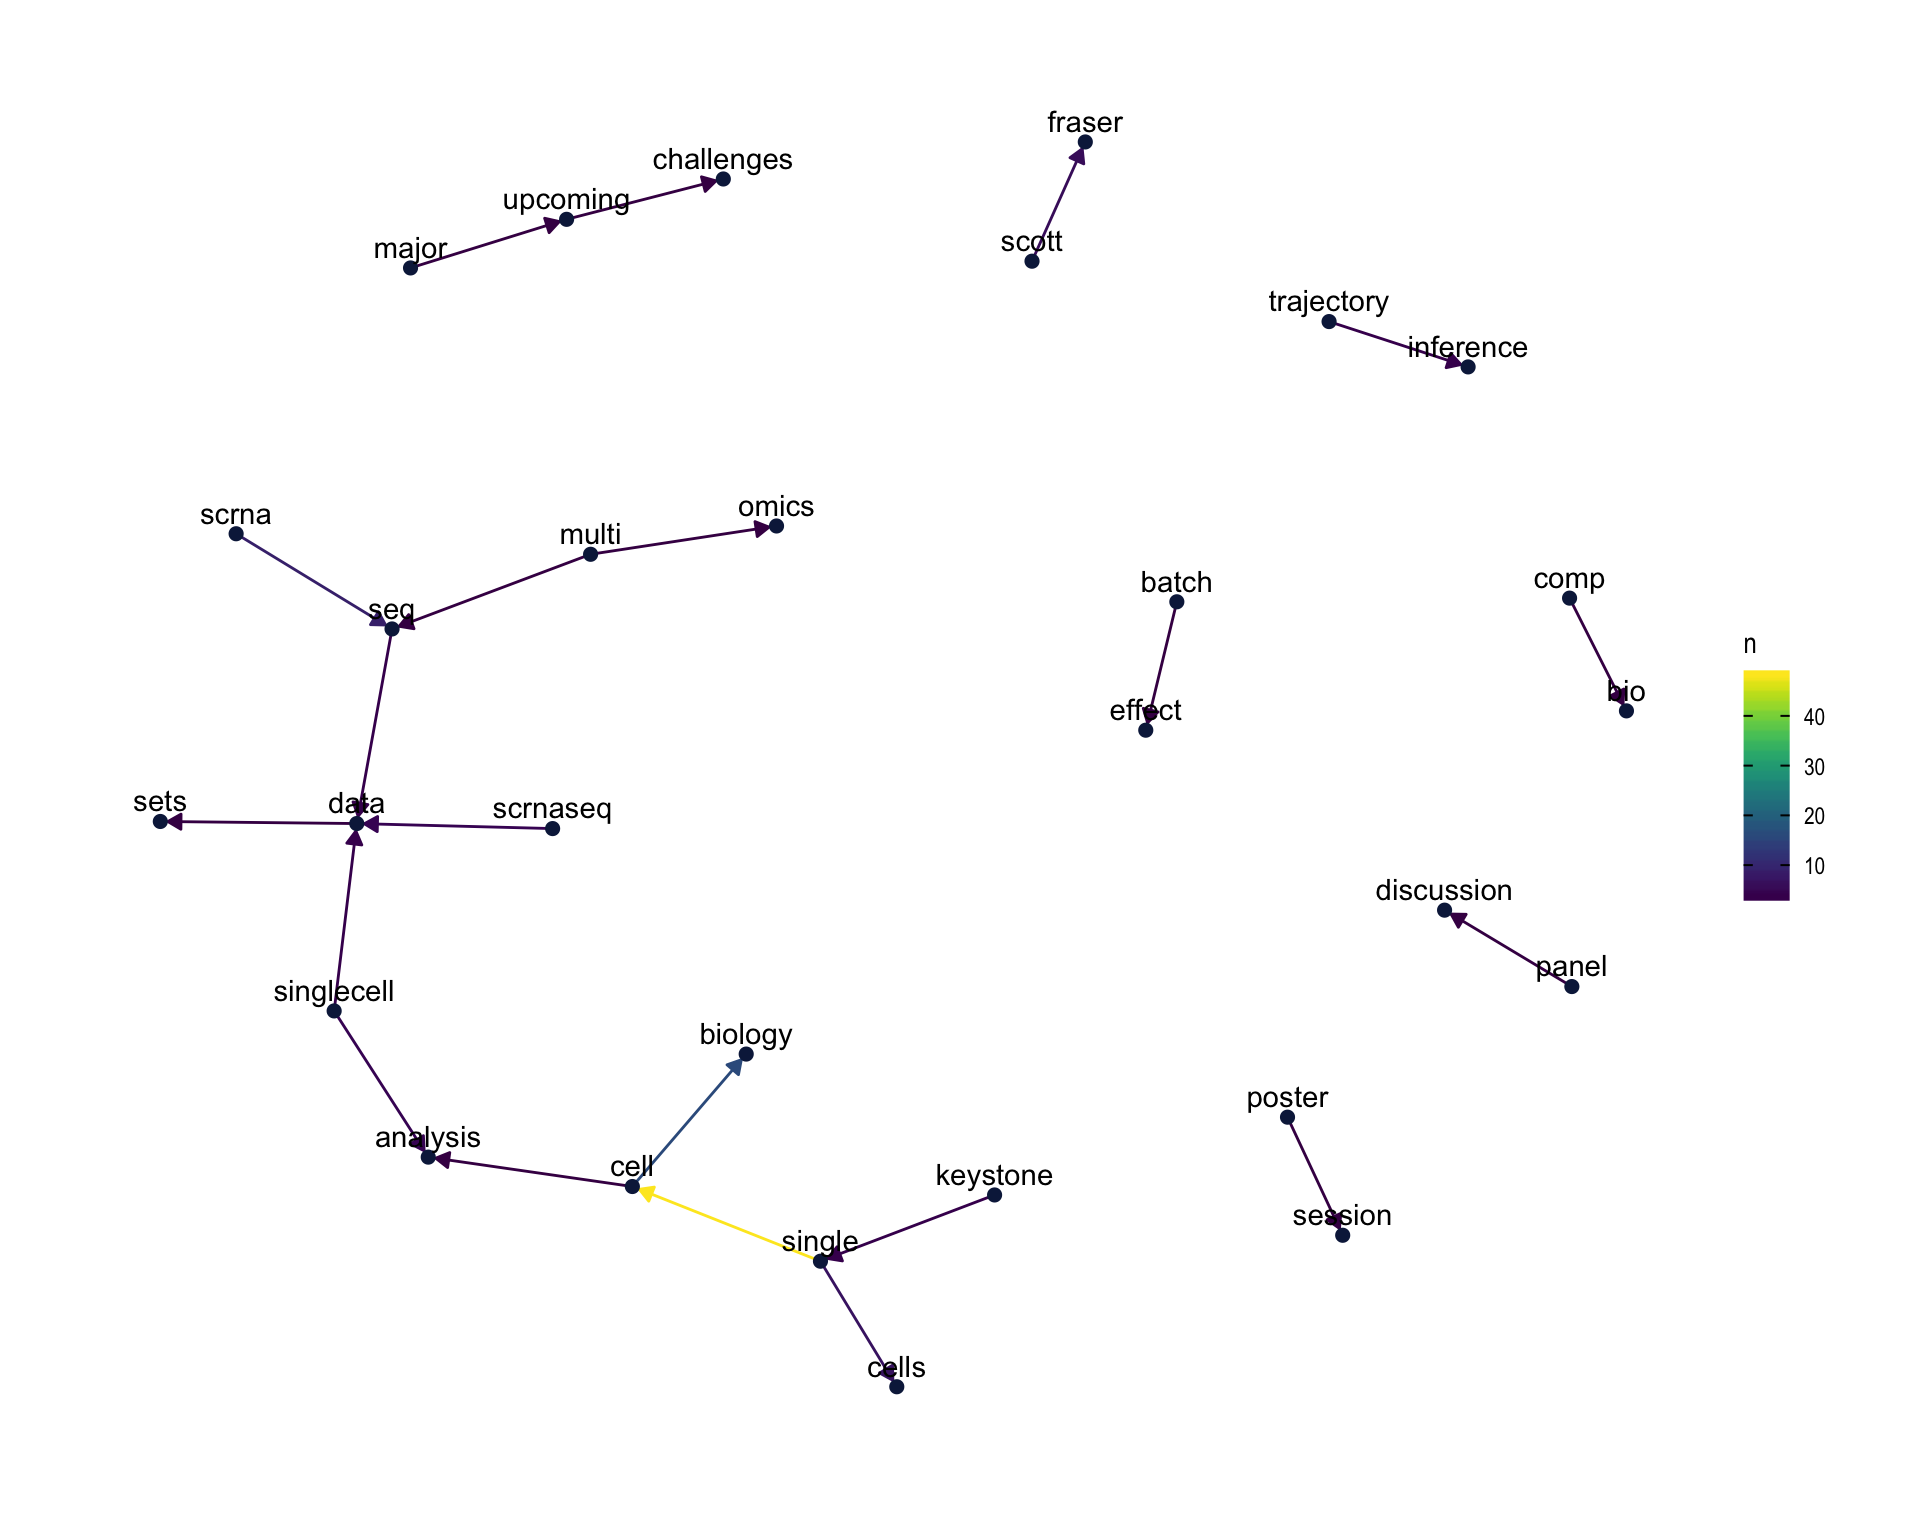 fraser
challenges
upcoming
scott
major
trajectory
inference
omics
scrna
multi
comp
batch
seq
n
bio
effect
40
30
sets
data
scrnaseq
20
10
discussion
panel
singlecell
biology
poster
analysis
cell
keystone
session
single
cells